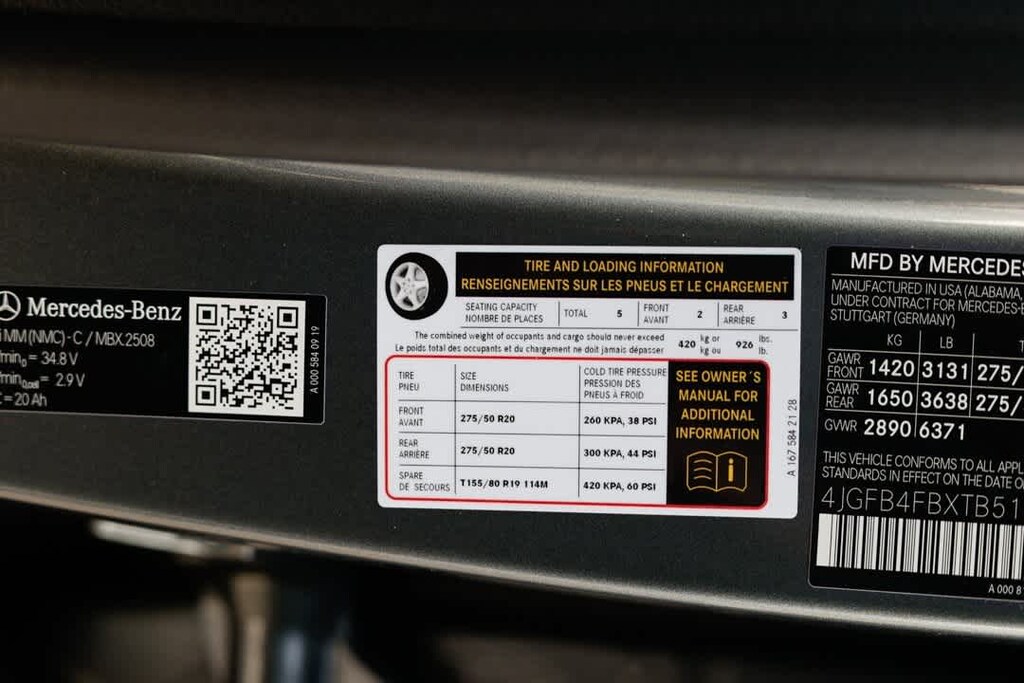 Mercedes-Benz
MM (NMC)-C / MBX.2508
= 34.8 V
= 2.9 V
= 20 Ah
A 000 584 09 19
TIRE AND LOADING INFORMATION
RENSEIGNEMENTS SUR LES PNEUS ET LE CHARGEMENT
SEATING CAPACITY
NOMBRE DE PLACES
TOTAL 5
FRONT
AVANT
2
REAR
ARRIÈRE
3
The combined weight of occupants and cargo should never exceed
Le poids total des occupants et du chargement ne doit jamais dépasser
420 kg or
kg ou
926 lbs.
lb.
TIRE
PNEU
SIZE
DIMENSIONS
COLD TIRE PRESSURE
PRESSION DES
PNEUS À FROID
FRONT
AVANT
275/50 R20
260 KPA, 38 PSI
REAR
ARRIÈRE
275/50 R20
300 KPA, 44 PSI
SPARE
DE SECOURS
T155/80 R19 114M
420 KPA, 60 PSI
SEE OWNER´S
MANUAL FOR
ADDITIONAL
INFORMATION
A 167 584 21 28
MFD BY MERCEDES
MANUFACTURED IN USA (ALABAMA,
UNDER CONTRACT FOR MERCEDES-
STUTTGART (GERMANY)
KG LB
GAWR
FRONT 1420 3131 275/
GAWR
REAR 1650 3638 275/
GVWR 2890 6371
THIS VEHICLE CONFORMS TO ALL
STANDARDS IN EFFECT ON THE DATE
4JGFB4FBXTB51
A 000 8